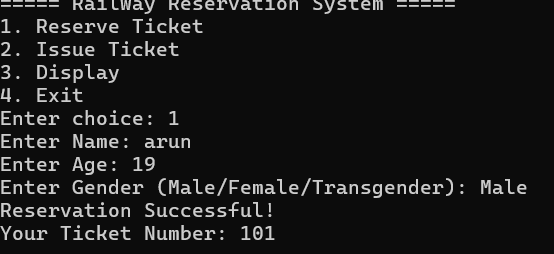 ===== Railway Reservation System =====
1. Reserve Ticket
2. Issue Ticket
3. Display
4. Exit
Enter choice: 1
Enter Name: arun
Enter Age: 19
Enter Gender (Male/Female/Transgender): Male
Reservation Successful!
Your Ticket Number: 101